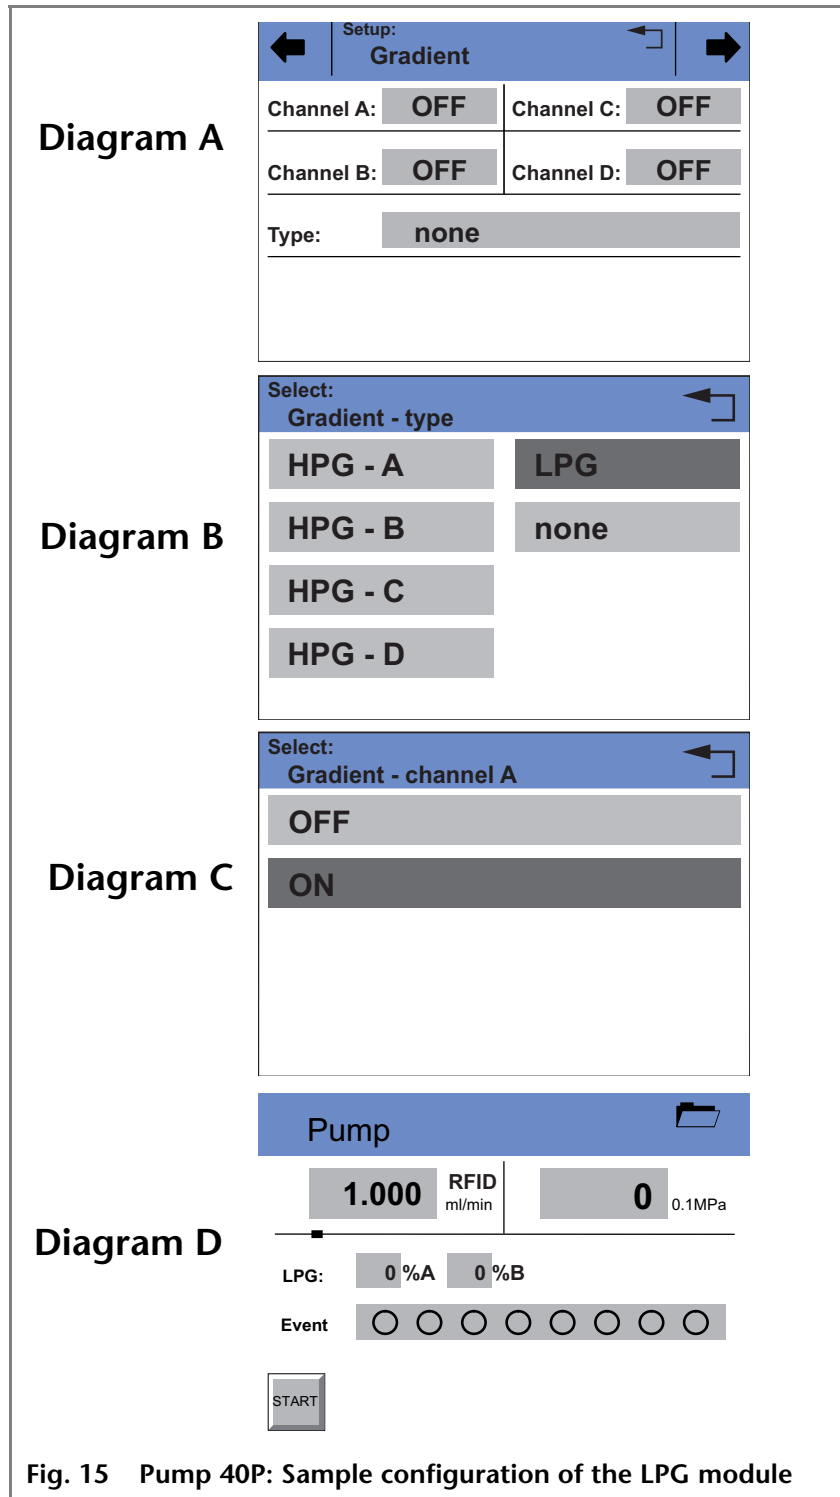 Setup:
Gradient
Diagram A
Channel A: OFF Channel C: OFF
Channel B: OFF Channel D: OFF
Type: none
Select:
Gradient - type
HPG - A LPG
Diagram B
HPG - B none
HPG - C
HPG - D
Select:
Gradient - channel A
OFF
Diagram C
ON
Pump
1.000 RFID ml/min 0 0.1MPa
Diagram D
LPG: 0 %A 0 %B
Event
START
Fig. 15 Pump 40P: Sample configuration of the LPG module